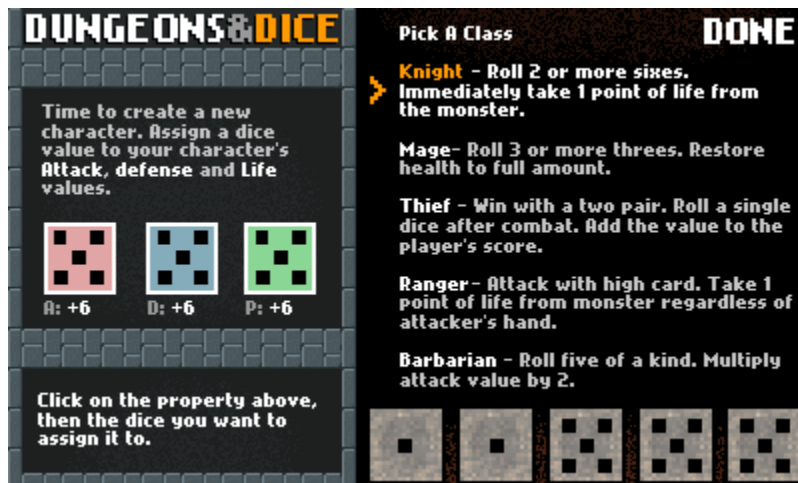 DUNGEONS&DICE
Time to create a new
character. Assign a dice
value to your character's
Attack, defense and Life
values.
A: +6 D: +6 P: +6
Click on the property above,
then the dice you want to
assign it to.
Pick A Class
DONE
Knight - Roll 2 or more sixes.
Immediately take 1 point of life from
the monster.
Mage- Roll 3 or more threes. Restore
health to full amount.
Thief - Win with a two pair. Roll a single
dice after combat. Add the value to the
player's score.
Ranger- Attack with high card. Take 1
point of life from monster regardless of
attacker's hand.
Barbarian - Roll five of a kind. Multiply
attack value by 2.